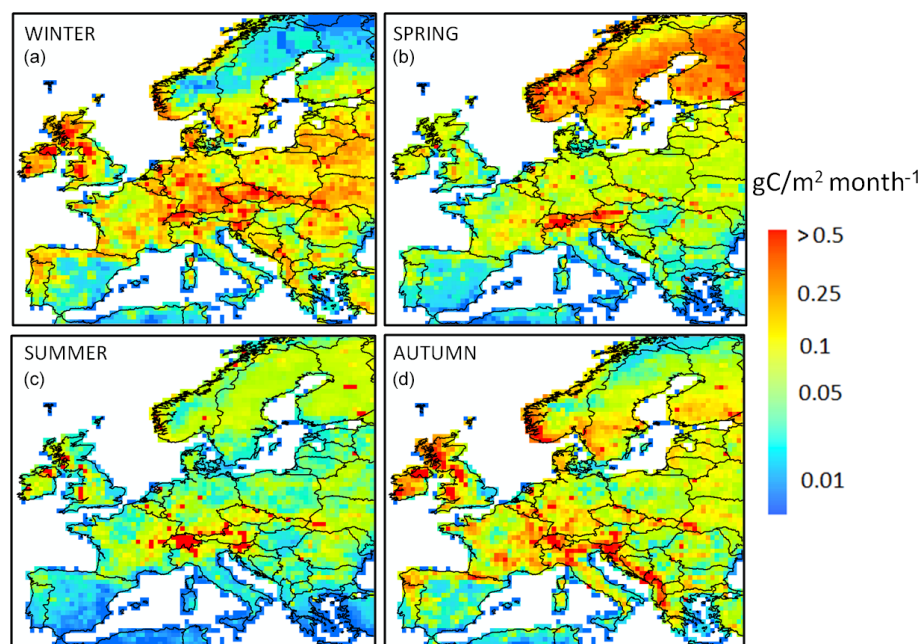 WINTER
(a)
SPRING
(b)
gC/m² month⁻¹
>0.5
0.25
0.1
0.05
0.01
SUMMER
(c)
AUTUMN
(d)